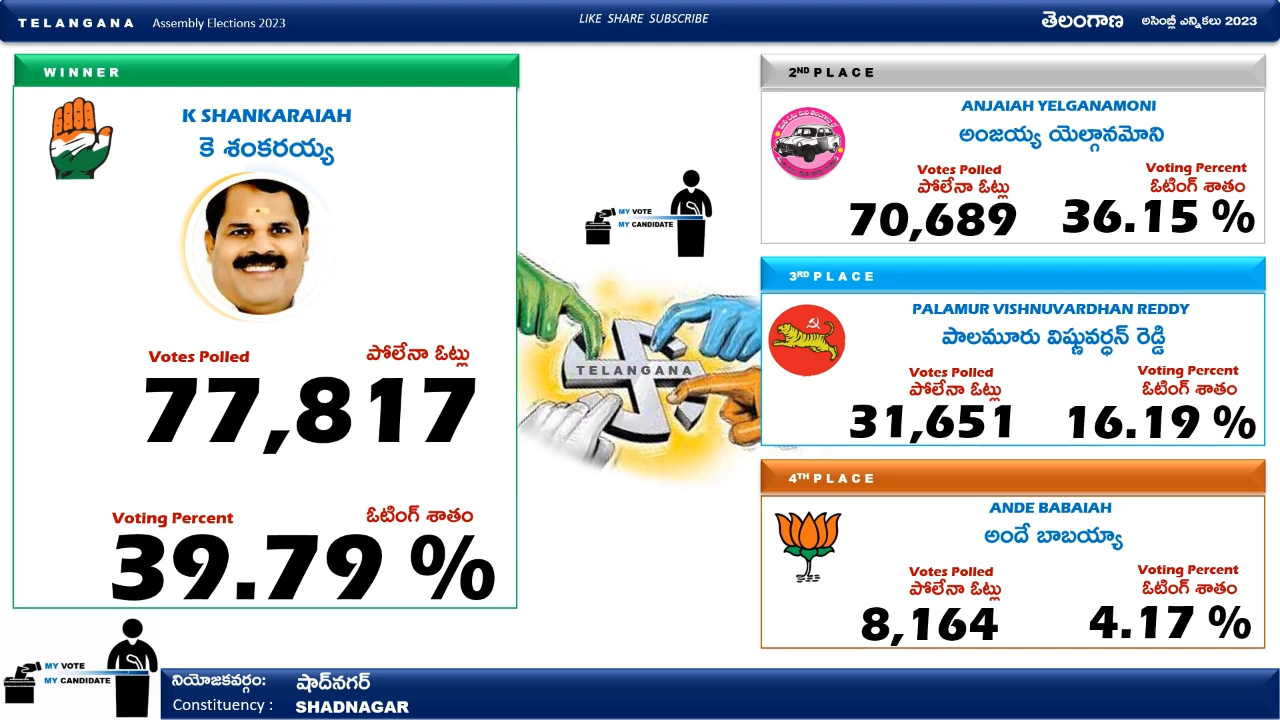 TELANGANA Assembly Elections 2023
LIKE SHARE SUBSCRIBE
తెలంగాణ అసెంబ్లీ ఎన్నికలు 2023
WINNER
K SHANKARAIAH
కె శంకరయ్య
Votes Polled పోలేనా ఓట్లు
77,817
Voting Percent ఓటింగ్ శాతం
39.79 %
MY VOTE
MY CANDIDATE
TELANGANA
2ND PLACE
ANJAIAH YELGANAMONI
అంజయ్య యెల్గానమోని
Votes Polled Voting Percent
పోలేనా ఓట్లు ఓటింగ్ శాతం
70,689 36.15 %
3RD PLACE
PALAMUR VISHNUVARDHAN REDDY
పాలమూరు విష్ణువర్ధన్ రెడ్డి
Votes Polled Voting Percent
పోలేనా ఓట్లు ఓటింగ్ శాతం
31,651 16.19 %
4TH PLACE
ANDE BABAIAH
అందే బాబయ్యా
Votes Polled Voting Percent
పోలేనా ఓట్లు ఓటింగ్ శాతం
8,164 4.17 %
MY VOTE
MY CANDIDATE
నియోజకవర్గం: షాద్‌నగర్
Constituency : SHADNAGAR